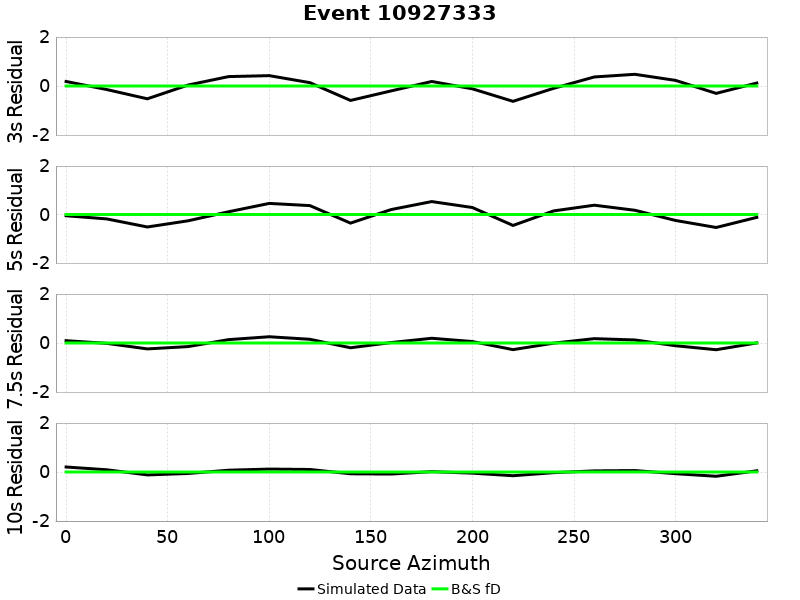 Event 10927333
3s Residual
2
0
-2
5s Residual
2
0
-2
7.5s Residual
2
0
-2
10s Residual
2
0
-2
0 50 100 150 200 250 300
Source Azimuth
Simulated Data B&S fD